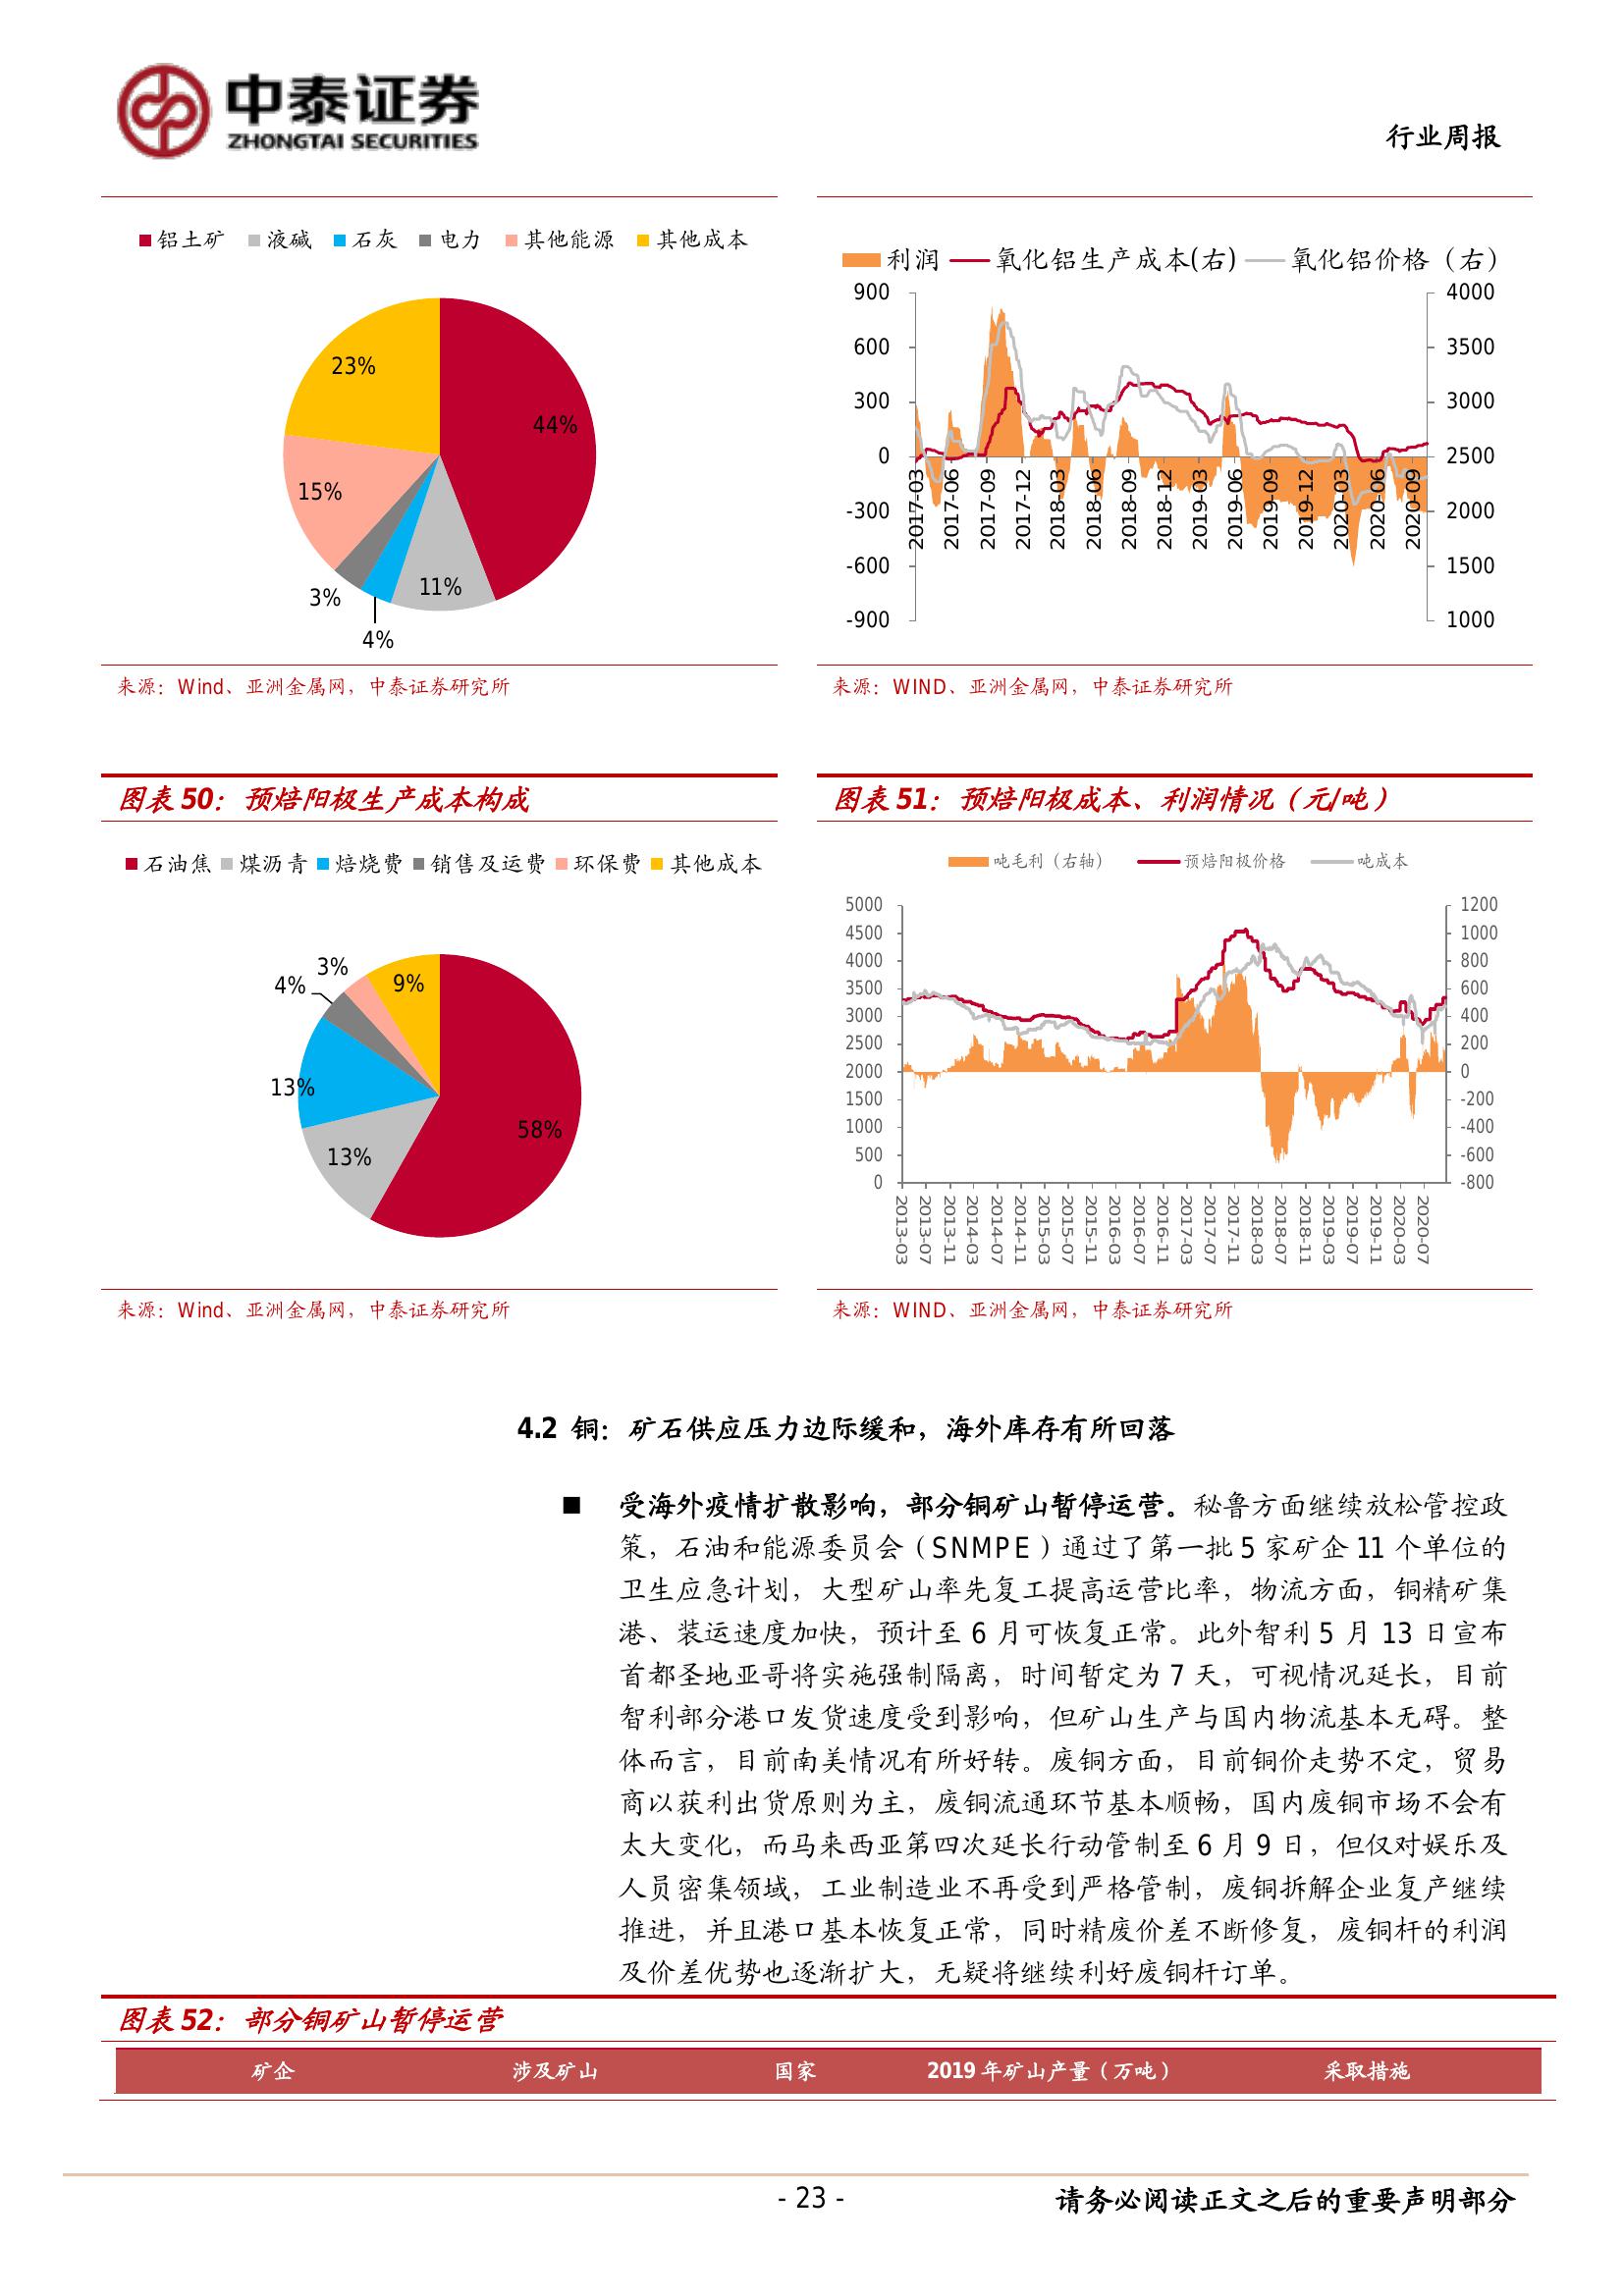 中泰证券
ZHONGTAI SECURITIES
行业周报
铝土矿 液碱 石灰 电力 其他能源 其他成本
23%
44%
15%
11%
3%
4%
来源：Wind、亚洲金属网，中泰证券研究所
利润 氧化铝生产成本(右) 氧化铝价格（右）
900
600
300
0
-300
-600
-900
4000
3500
3000
2500
2000
1500
1000
2017-03
2017-06
2017-09
2017-12
2018-03
2018-06
2018-09
2018-12
2019-03
2019-06
2019-09
2019-12
2020-03
2020-06
2020-09
来源：WIND、亚洲金属网，中泰证券研究所
图表 50：预焙阳极生产成本构成
石油焦 煤沥青 焙烧费 销售及运费 环保费 其他成本
3%
4%
9%
13%
58%
13%
来源：Wind、亚洲金属网，中泰证券研究所
图表 51：预焙阳极成本、利润情况（元/吨）
吨毛利（右轴） 预焙阳极价格 吨成本
5000
4500
4000
3500
3000
2500
2000
1500
1000
500
0
1200
1000
800
600
400
200
0
-200
-400
-600
-800
2013-03
2013-07
2013-11
2014-03
2014-07
2014-11
2015-03
2015-07
2015-11
2016-03
2016-07
2016-11
2017-03
2017-07
2017-11
2018-03
2018-07
2018-11
2019-03
2019-07
2019-11
2020-03
2020-07
来源：WIND、亚洲金属网，中泰证券研究所
4.2 铜：矿石供应压力边际缓和，海外库存有所回落
■ 受海外疫情扩散影响，部分铜矿山暂停运营。秘鲁方面继续放松管控政
策，石油和能源委员会（SNMPE）通过了第一批 5 家矿企 11 个单位的
卫生应急计划，大型矿山率先复工提高运营比率，物流方面，铜精矿集
港、装运速度加快，预计至 6 月可恢复正常。此外智利 5 月 13 日宣布
首都圣地亚哥将实施强制隔离，时间暂定为 7 天，可视情况延长，目前
智利部分港口发货速度受到影响，但矿山生产与国内物流基本无碍。整
体而言，目前南美情况有所好转。废铜方面，目前铜价走势不定，贸易
商以获利出货原则为主，废铜流通环节基本顺畅，国内废铜市场不会有
太大变化，而马来西亚第四次延长行动管制至 6 月 9 日，但仅对娱乐及
人员密集领域，工业制造业不再受到严格管制，废铜拆解企业复产继续
推进，并且港口基本恢复正常，同时精废价差不断修复，废铜杆的利润
及价差优势也逐渐扩大，无疑将继续利好废铜杆订单。
图表 52：部分铜矿山暂停运营
矿企 涉及矿山 国家 2019 年矿山产量（万吨） 采取措施
- 23 -
请务必阅读正文之后的重要声明部分